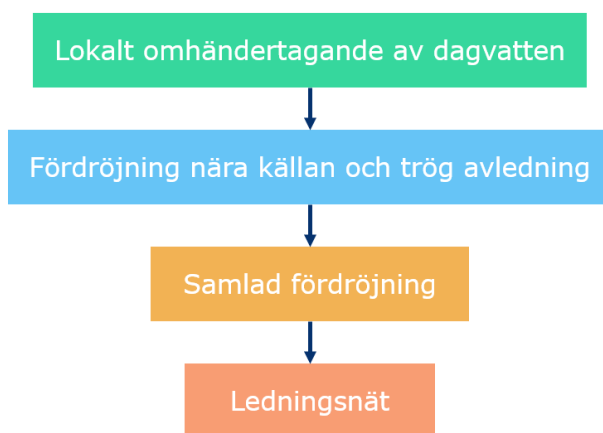 Lokalt omhändertagande av dagvatten
Fördröjning nära källan och trög avledning
Samlad fördröjning
Ledningsnät